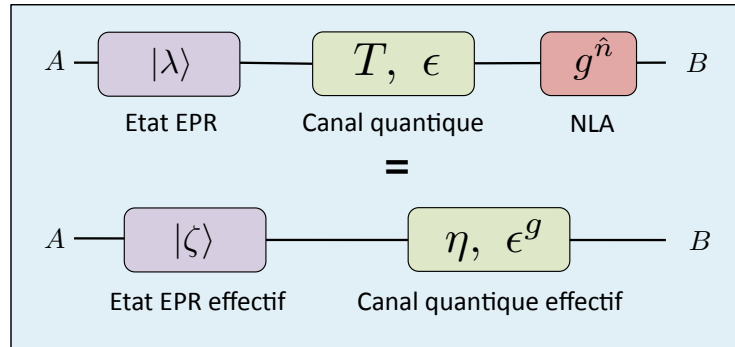 A |λ⟩ T, ϵ g^n̂ B
Etat EPR Canal quantique NLA
=
A |ζ⟩ η, ϵ^g B
Etat EPR effectif Canal quantique effectif